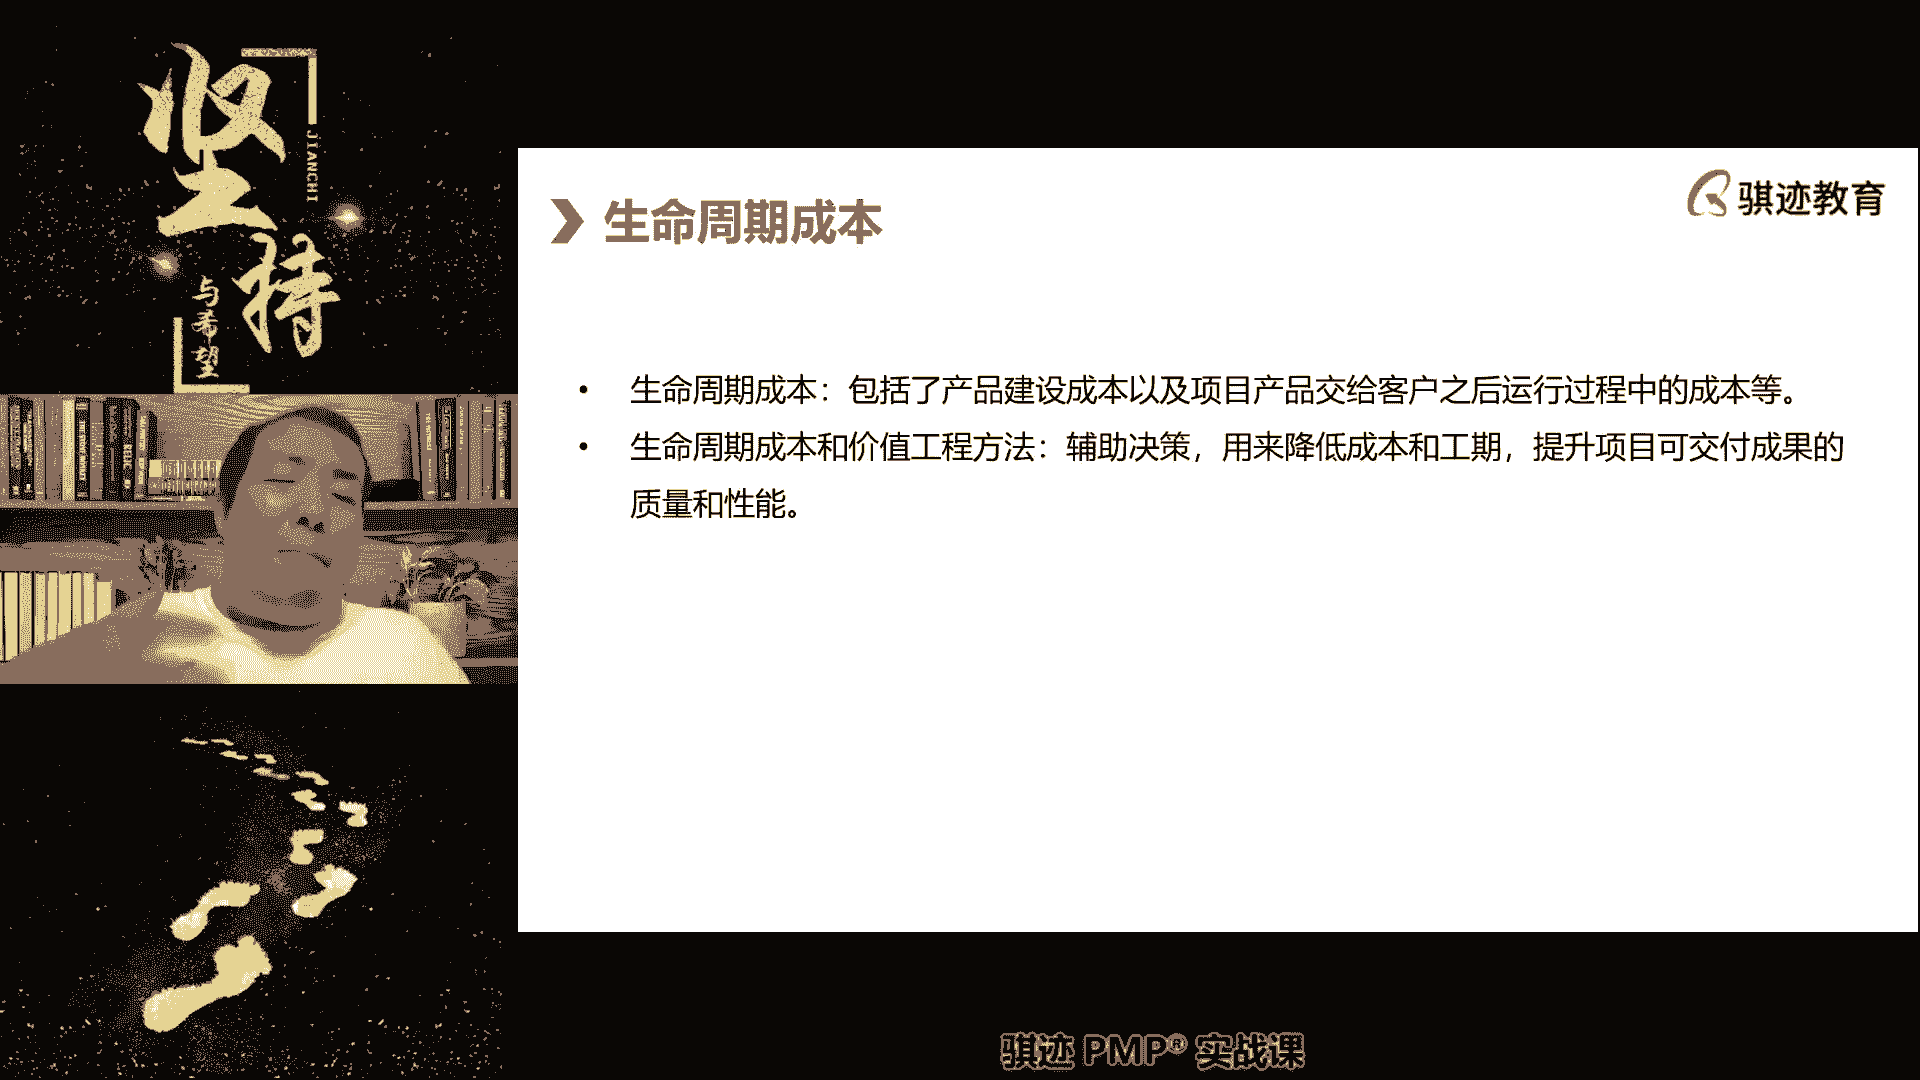 坚持
JIANCHI
与希望
骐迹教育
生命周期成本
• 生命周期成本：包括了产品建设成本以及项目产品交给客户之后运行过程中的成本等。
• 生命周期成本和价值工程方法：辅助决策，用来降低成本和工期，提升项目可交付成果的
质量和性能。
骐迹 PMP® 实战课